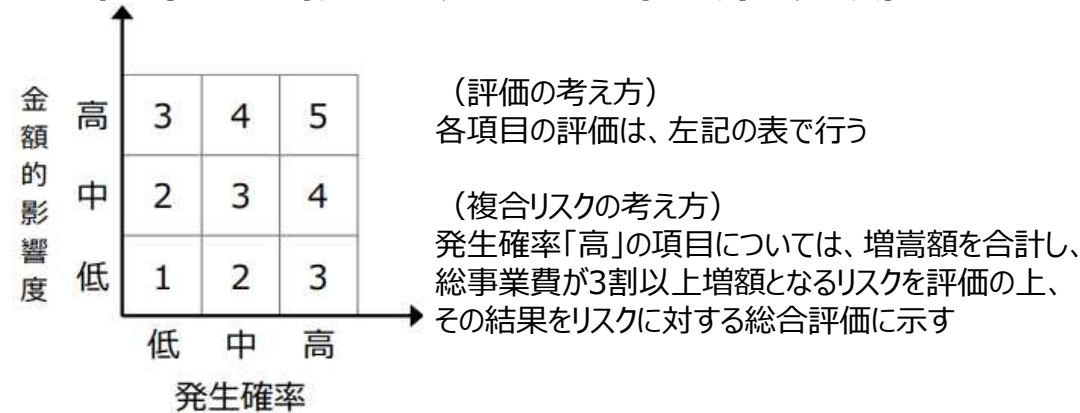 金額的影響度
高 3 4 5
中 2 3 4
低 1 2 3
低 中 高
発生確率
（評価の考え方）
各項目の評価は、左記の表で行う
（複合リスクの考え方）
発生確率「高」の項目については、増嵩額を合計し、
総事業費が3割以上増額となるリスクを評価の上、
その結果をリスクに対する総合評価に示す